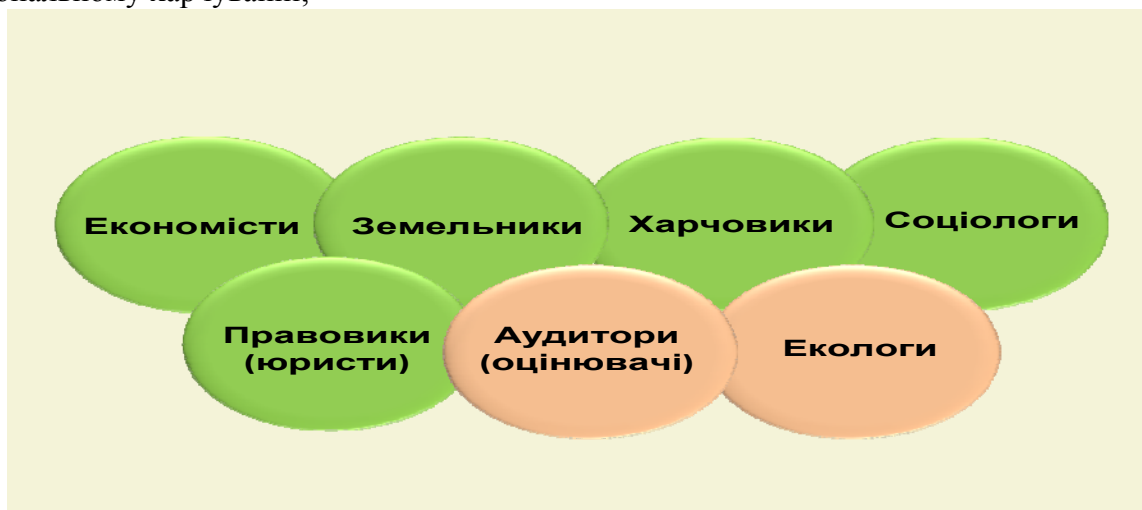 Економісти
Земельники
Харчовики
Соціологи
Правовики
(юристи)
Аудитори
(оцінювачі)
Екологи